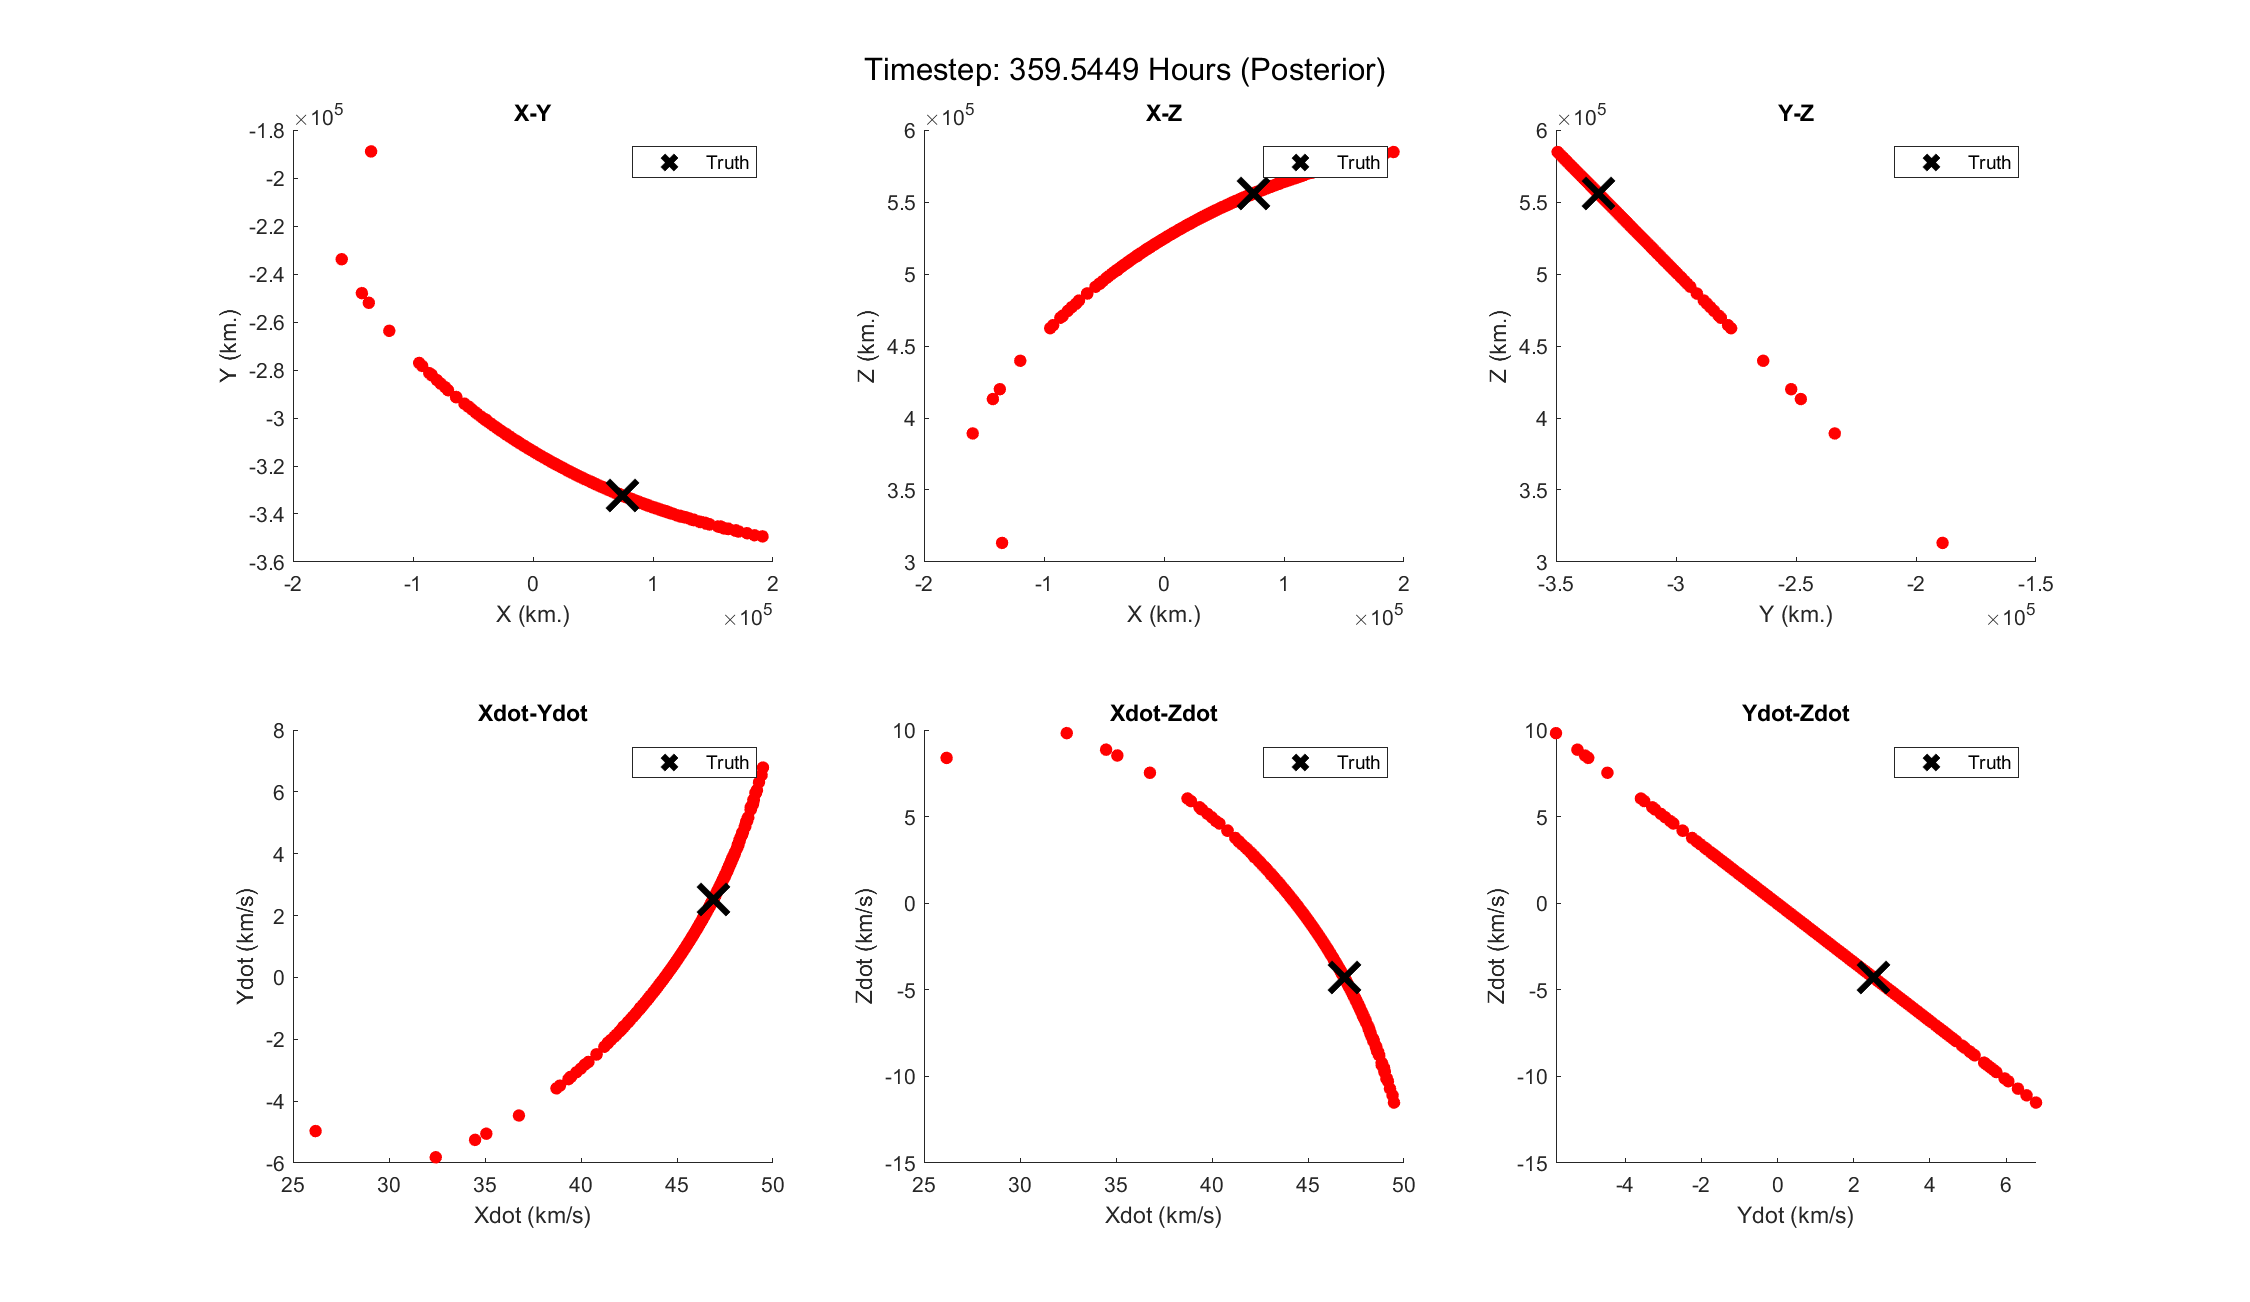 Timestep: 359.5449 Hours (Posterior)
X-Y
×10^5
-1.8
-2
-2.2
-2.4
-2.6
-2.8
-3
-3.2
-3.4
-3.6
Y (km.)
Truth
-2 -1 0 1 2
X (km.)
×10^5
X-Z
×10^5
6
5.5
5
4.5
4
3.5
3
Z (km.)
Truth
-2 -1 0 1 2
X (km.)
×10^5
Y-Z
×10^5
6
5.5
5
4.5
4
3.5
3
Z (km.)
Truth
-3.5 -3 -2.5 -2 -1.5
Y (km.)
×10^5
Xdot-Ydot
8
6
4
2
0
-2
-4
-6
Ydot (km/s)
Truth
25 30 35 40 45 50
Xdot (km/s)
Xdot-Zdot
10
5
0
-5
-10
-15
Zdot (km/s)
Truth
25 30 35 40 45 50
Xdot (km/s)
Ydot-Zdot
10
5
0
-5
-10
-15
Zdot (km/s)
Truth
-4 -2 0 2 4 6
Ydot (km/s)